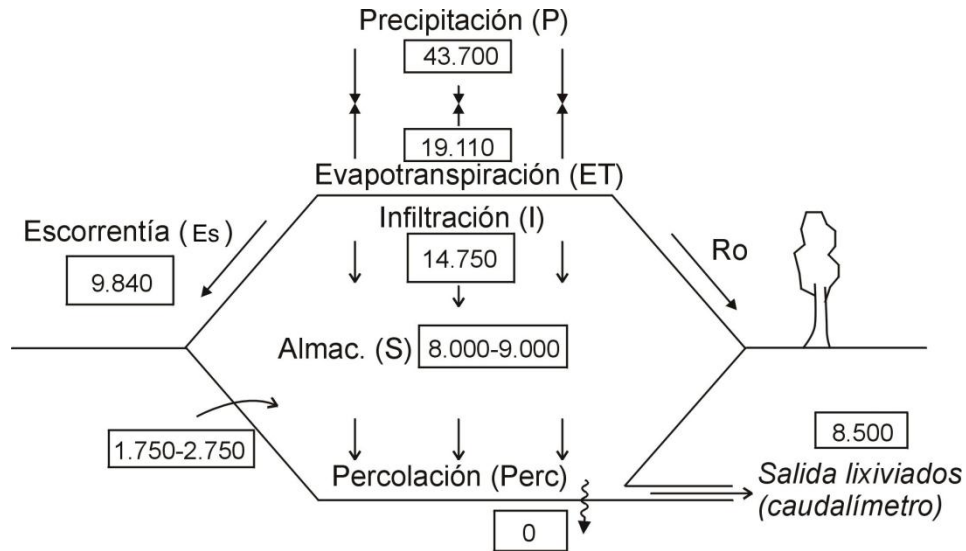 Precipitación (P)
43.700
19.110
Evapotranspiración (ET)
Infiltración (I)
Escorrentía (Es)
14.750
Ro
9.840
Almac. (S)
8.000-9.000
1.750-2.750
8.500
Percolación (Perc)
Salida lixiviados
(caudalímetro)
0